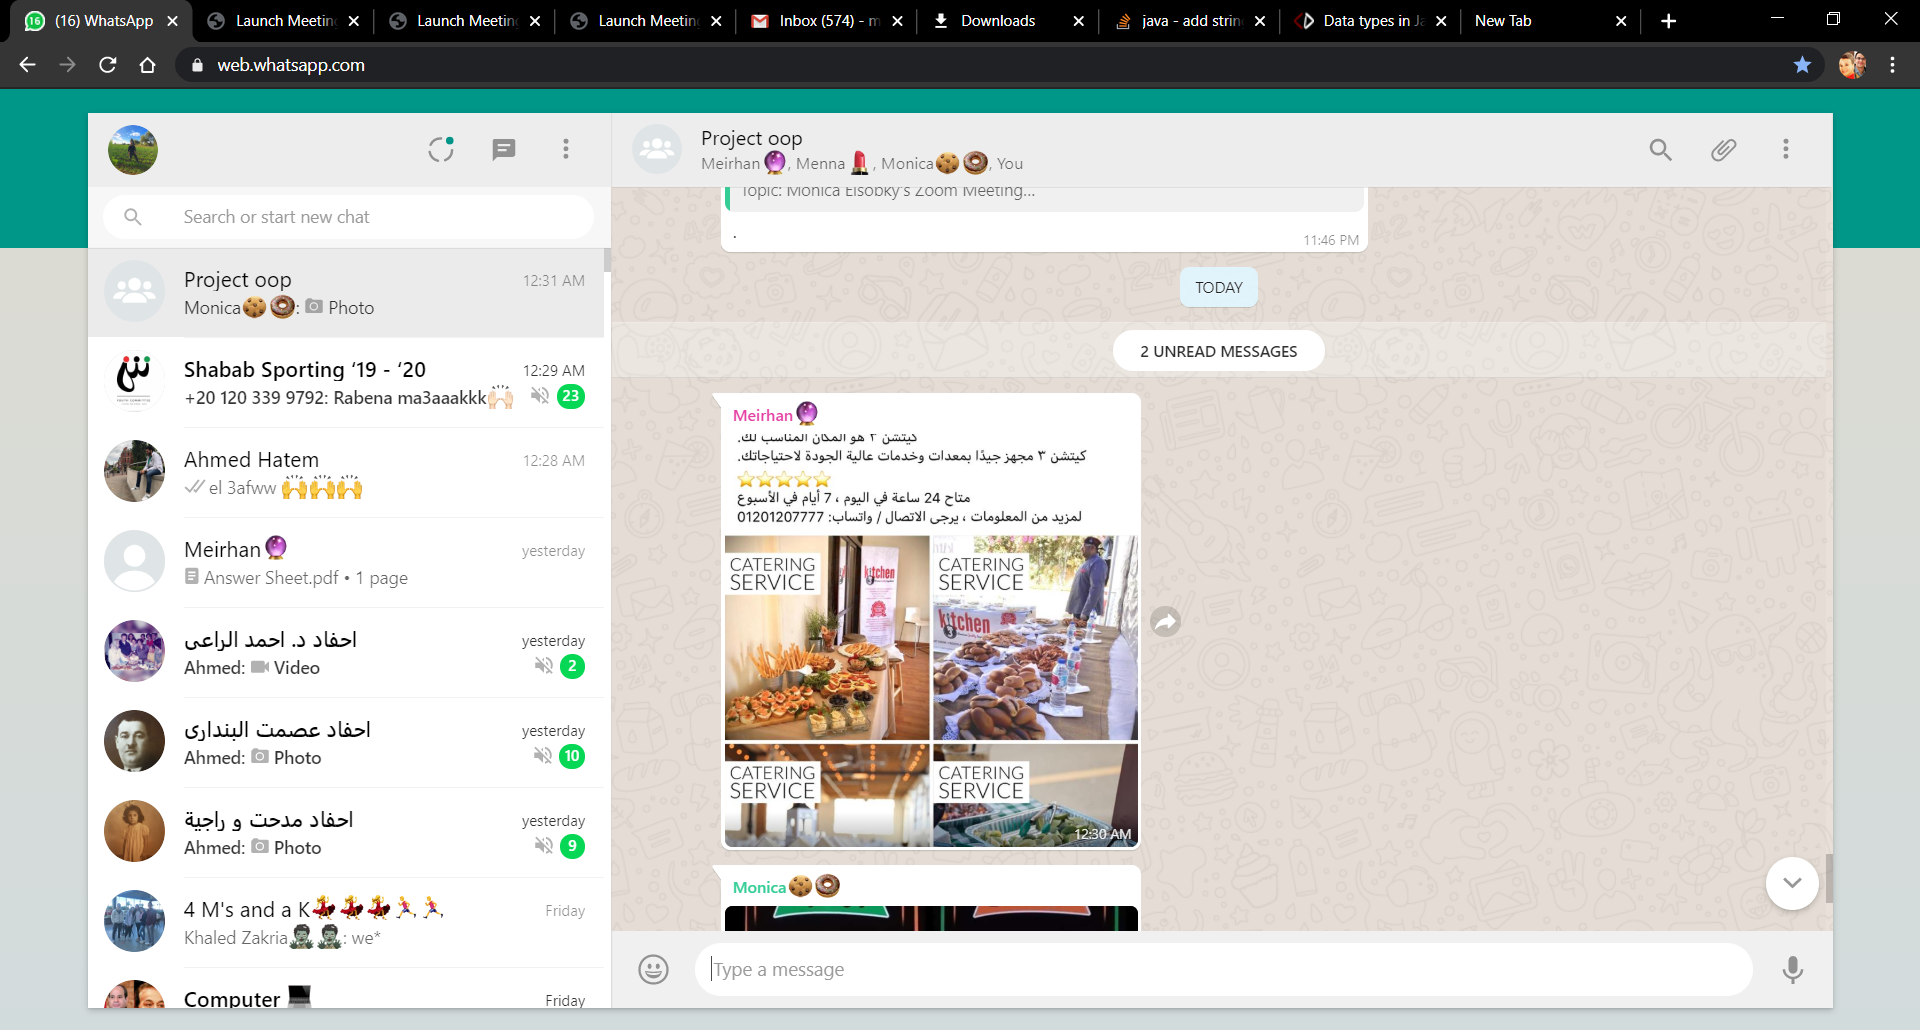 (16) WhatsApp
Launch Meetin
Launch Meetin
Launch Meetin
Inbox (574) - m
Downloads
java - add strin
Data types in Ja
New Tab
web.whatsapp.com
Search or start new chat
Project oop
12:31 AM
Monica🍪🍩: Photo
Shabab Sporting ‘19 - ‘20
12:29 AM
+20 120 339 9792: Rabena ma3aaakkk🙌🏻
23
Ahmed Hatem
12:28 AM
el 3afww 🙌🙌🙌
Meirhan🔮
yesterday
Answer Sheet.pdf • 1 page
احفاد د. احمد الراعى
yesterday
Ahmed: Video
2
احفاد عصمت البندارى
yesterday
Ahmed: Photo
10
احفاد مدحت و راجية
yesterday
Ahmed: Photo
9
4 M's and a K💃💃💃🏃🏃
Friday
Khaled Zakria🧟🧟: we*
Computer 💻
Friday
Project oop
Meirhan🔮, Menna💄, Monica🍪🍩, You
Topic: Monica Elsobky's Zoom Meeting...
.
11:46 PM
TODAY
2 UNREAD MESSAGES
Meirhan🔮
كيتشن ٣ هو المكان المناسب لك.
كيتشن ٣ مجهز جيدًا بمعدات وخدمات عالية الجودة لاحتياجاتك.
⭐⭐⭐⭐⭐
متاح 24 ساعة في اليوم ، 7 أيام في الأسبوع
لمزيد من المعلومات ، يرجى الاتصال / واتساب: 01201207777
CATERING
SERVICE
kitchen
CATERING
SERVICE
kitchen
3
CATERING
SERVICE
CATERING
SERVICE
12:30 AM
Monica🍪🍩
Type a message